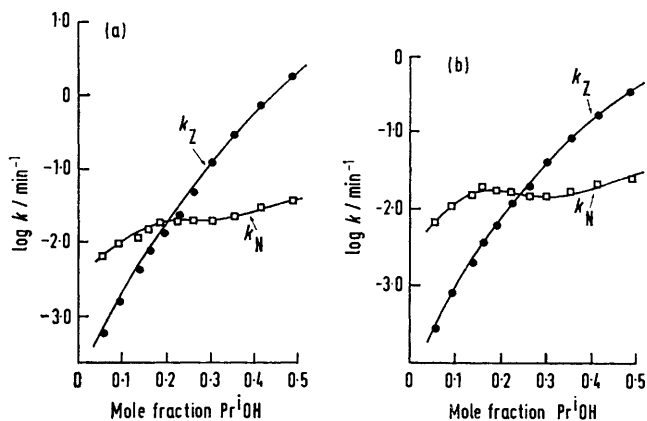 (a)
1·0
0
-1·0
-2·0
-3·0
log k / min⁻¹
k_Z
k_N
0 0·1 0·2 0·3 0·4 0·5
Mole fraction PrⁱOH
(b)
0
-1·0
-2·0
-3·0
log k / min⁻¹
k_Z
k_N
0 0·1 0·2 0·3 0·4 0·5
Mole fraction PrⁱOH